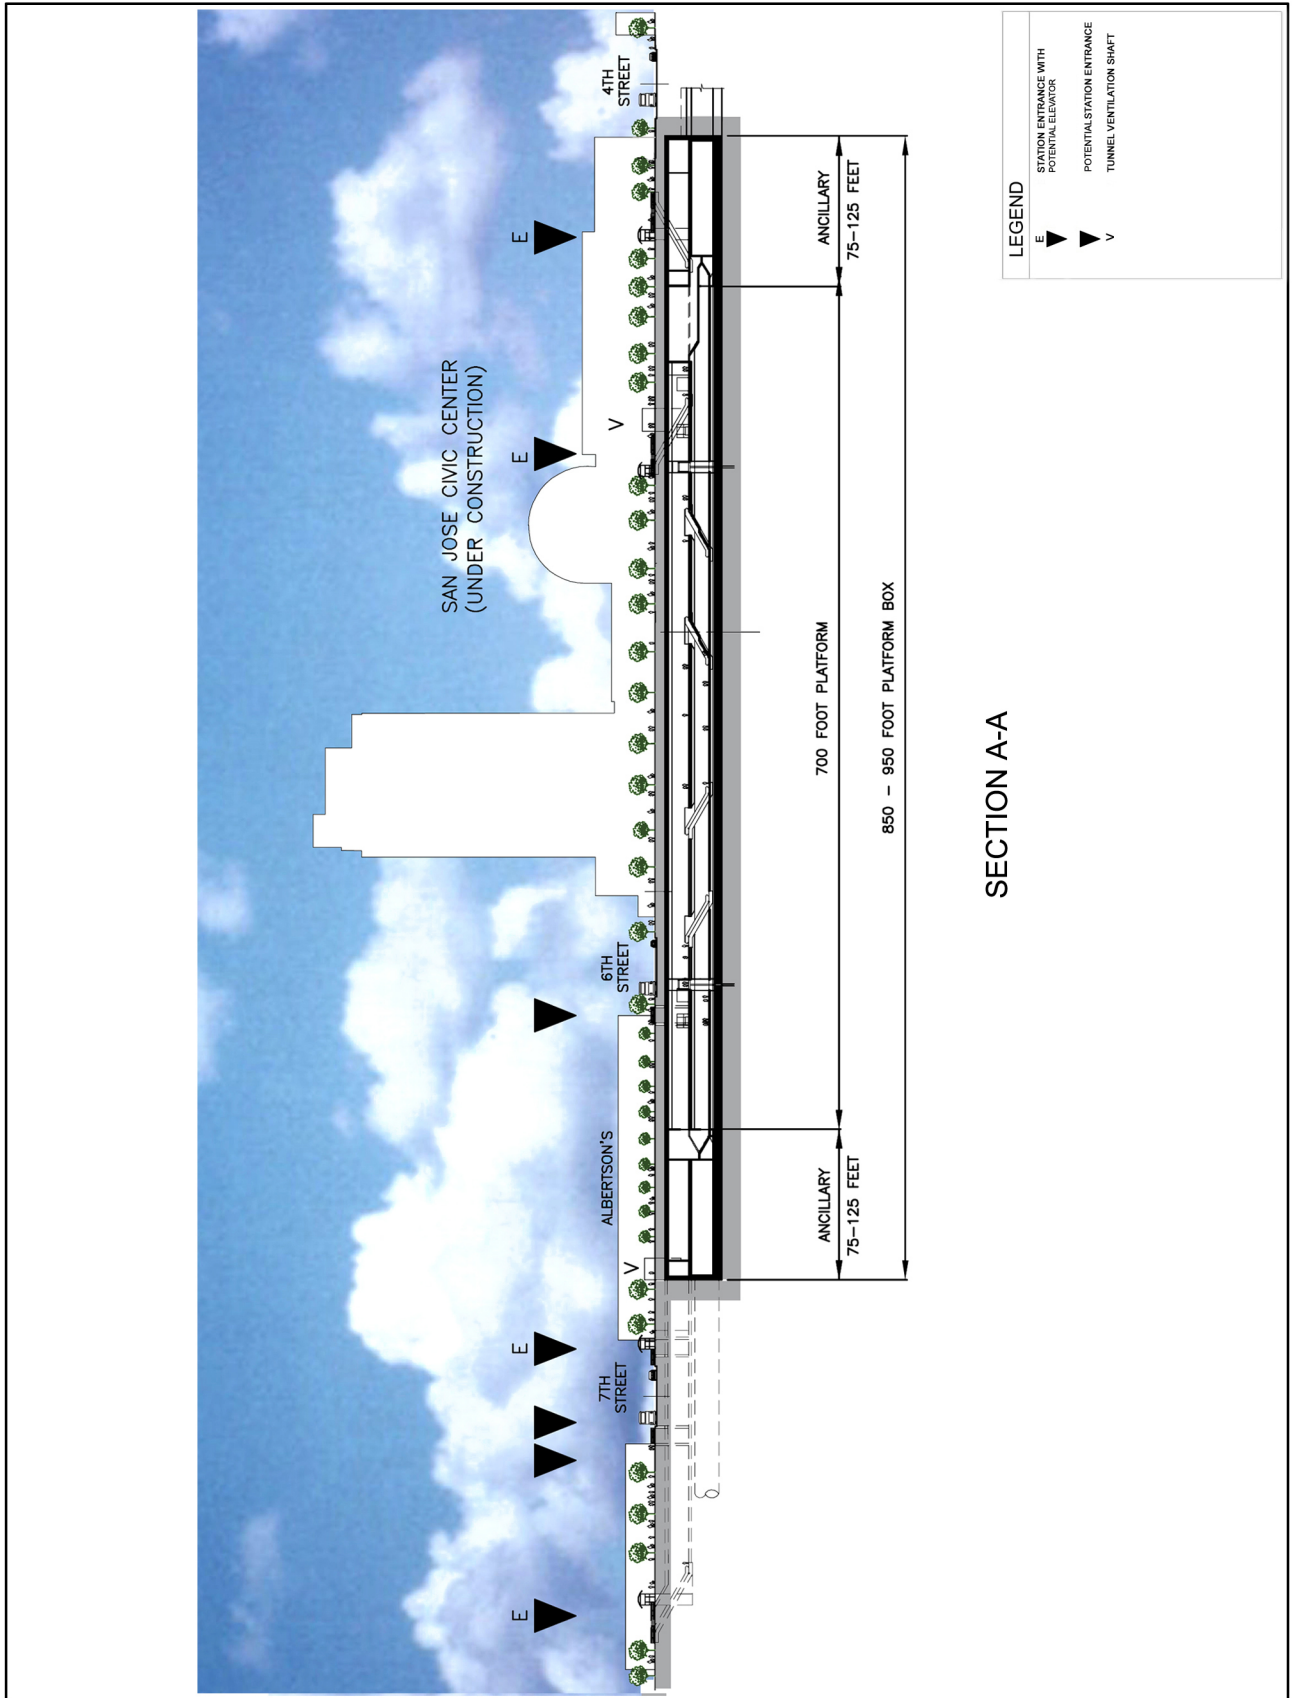 4TH
STREET
E
SAN JOSE CIVIC CENTER
(UNDER CONSTRUCTION)
E
V
6TH
STREET
ALBERTSON'S
V
E
7TH
STREET
E
ANCILLARY
75-125 FEET
700 FOOT PLATFORM
850 - 950 FOOT PLATFORM BOX
ANCILLARY
75-125 FEET
SECTION A-A
LEGEND
E
STATION ENTRANCE WITH
POTENTIAL ELEVATOR
POTENTIAL STATION ENTRANCE
V
TUNNEL VENTILATION SHAFT